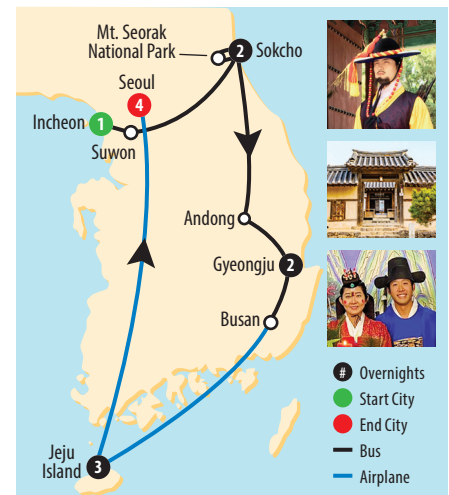 Mt. Seorak
National Park
2
Sokcho
Seoul
4
Incheon
1
Suwon
Andong
Gyeongju
2
Busan
Jeju
Island
3
# Overnights
Start City
End City
Bus
Airplane